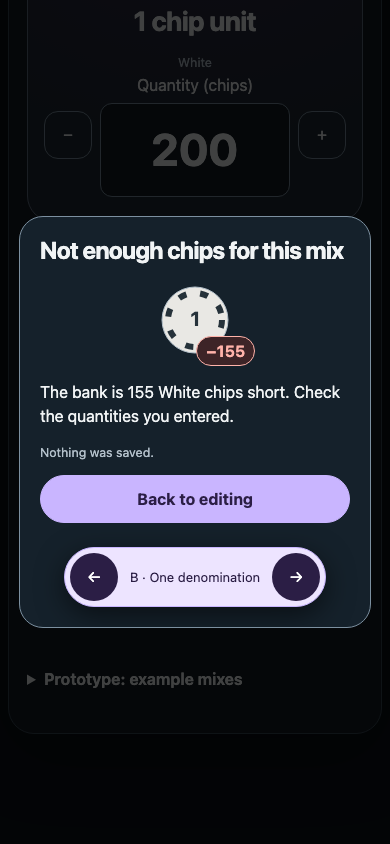 1 chip unit
White
Quantity (chips)
− 200 +
Not enough chips for this mix
1
−155
The bank is 155 White chips short. Check
the quantities you entered.
Nothing was saved.
Back to editing
← B · One denomination →
▶ Prototype: example mixes